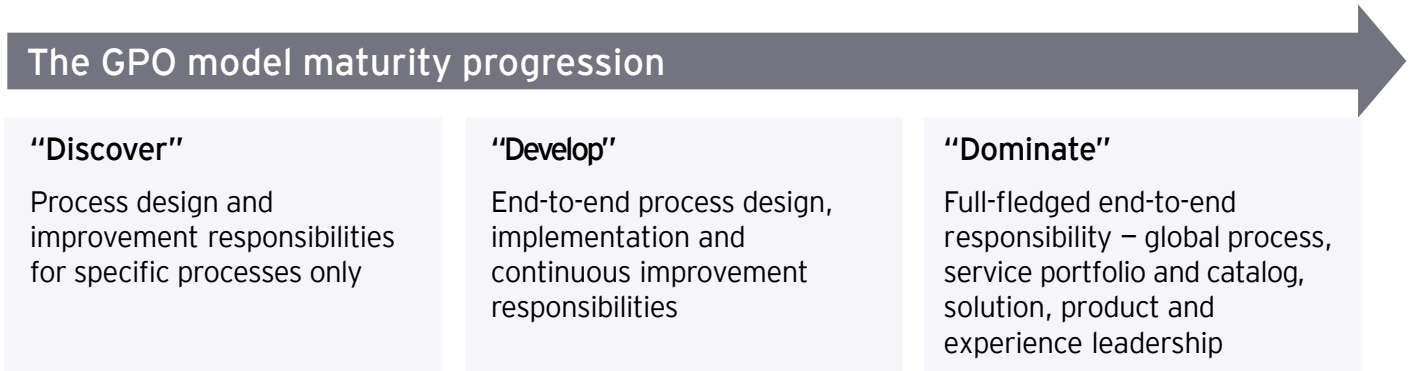 The GPO model maturity progression
“Discover”
Process design and
improvement responsibilities
for specific processes only
“Develop”
End-to-end process design,
implementation and
continuous improvement
responsibilities
“Dominate”
Full-fledged end-to-end
responsibility — global process,
service portfolio and catalog,
solution, product and
experience leadership